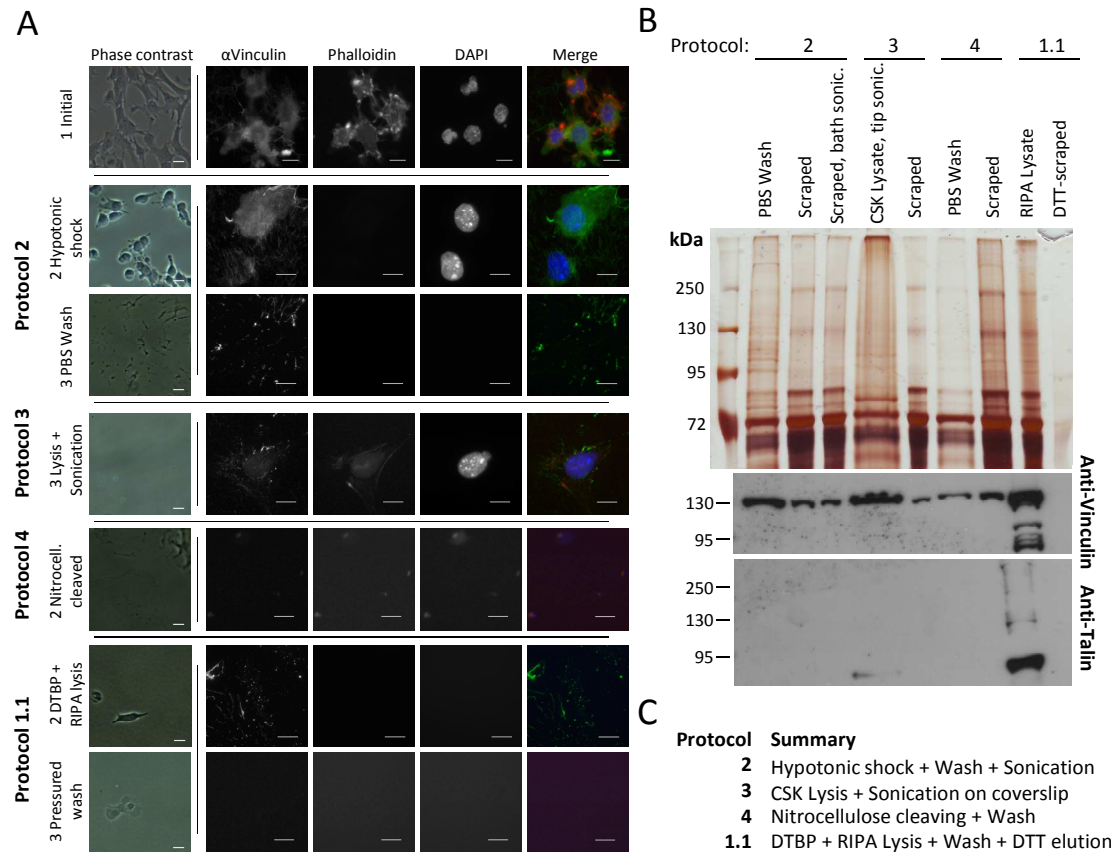 A
Phase contrast
αVinculin
Phalloidin
DAPI
Merge
1 Initial
Protocol 2
2 Hypotonic
shock
3 PBS Wash
Protocol 3
3 Lysis +
Sonication
Protocol 4
2 Nitrocell.
cleaved
Protocol 1.1
2 DTBP +
RIPA lysis
3 Pressured
wash
B
Protocol: 2 3 4 1.1
PBS Wash
Scraped
Scraped, bath sonic.
CSK Lysate, tip sonic.
Scraped
PBS Wash
Scraped
RIPA Lysate
DTT-scraped
kDa
250
130
95
72
130
95
Anti-Vinculin
250
130
95
Anti-Talin
C
Protocol Summary
2 Hypotonic shock + Wash + Sonication
3 CSK Lysis + Sonication on coverslip
4 Nitrocellulose cleaving + Wash
1.1 DTBP + RIPA Lysis + Wash + DTT elution